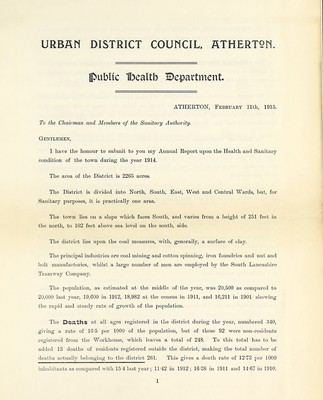 URBAN DISTRICT COUNCIL, ATHERTON.
Public Health Department.
ATHERTON, FEBRUARY 11th, 1915.
To the Chairman and Members of the Sanitary Authority.
GENTLEMEN,
I have the honour to submit to you my Annual Report upon the Health and Sanitary
condition of the town during the year 1914.
The area of the District is 2265 acres.
The District is divided into North, South, East, West and Central Wards, but, for
Sanitary purposes, it is practically one area.
The town lies on a slope which faces South, and varies from a height of 251 feet in
the north, to 102 feet above sea level on the south side.
The district lies upon the coal measures, with, generally, a surface of clay.
The principal industries are coal mining and cotton spinning, iron foundries and nut and
bolt manufactories, whilst a large number of men are employed by the South Lancashire
Tramway Company.
The population, as estimated at the middle of the year, was 20,500 as compared to
20,000 last year, 19,600 in 1912, 18,982 at the census in 1911, and 16,211 in 1901 showing
the rapid and steady rate of growth of the population.
The Deaths at all ages registered in the district during the year, numbered 340,
giving a rate of 16·5 per 1000 of the population, but of these 92 were non-residents
registered from the Workhouse, which leaves a total of 248. To this total has to be
added 13 deaths of residents registered outside the district, making the total number of
deaths actually belonging to the district 261. This gives a death rate of 12·73 per 1000
inhabitants as compared with 15·4 last year; 11·42 in 1912; 16·28 in 1911 and 14·67 in 1910.
1